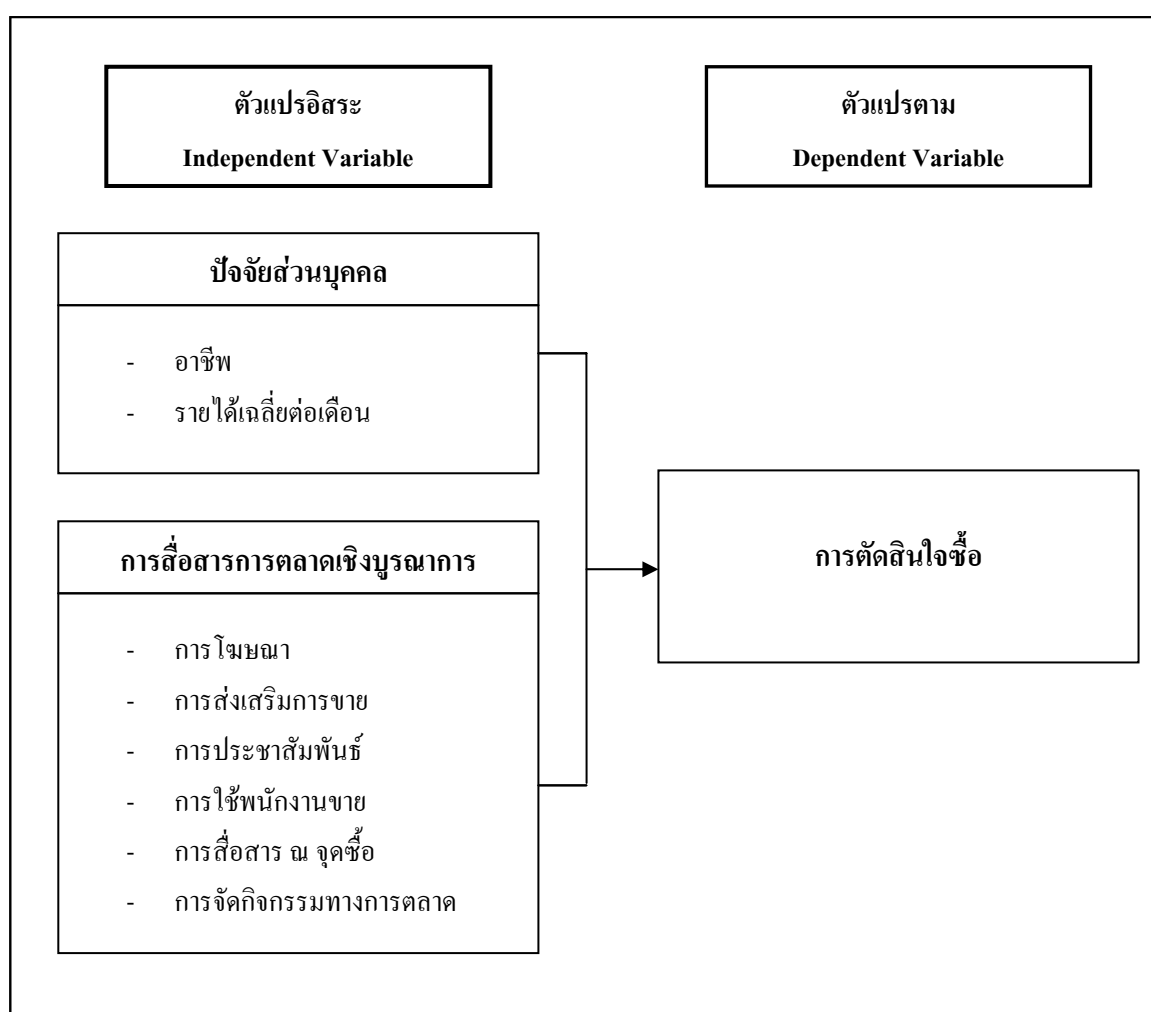 ตัวแปรอิสระ
Independent Variable
ตัวแปรตาม
Dependent Variable
ปัจจัยส่วนบุคคล
- อาชีพ
- รายได้เฉลี่ยต่อเดือน
การสื่อสารการตลาดเชิงบูรณาการ
- การโฆษณา
- การส่งเสริมการขาย
- การประชาสัมพันธ์
- การใช้พนักงานขาย
- การสื่อสาร ณ จุดซื้อ
- การจัดกิจกรรมทางการตลาด
การตัดสินใจซื้อ